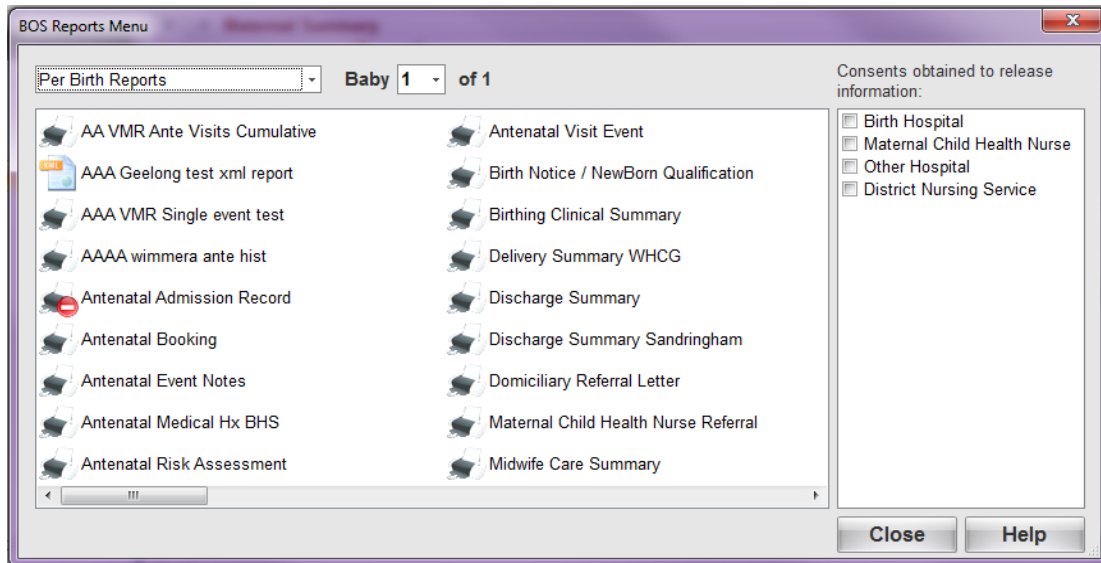 BOS Reports Menu
Maternal Summary
Per Birth Reports
Baby 1 of 1
Consents obtained to release
information:
AA VMR Ante Visits Cumulative
XML
AAA Geelong test xml report
AAA VMR Single event test
AAAA wimmera ante hist
Antenatal Admission Record
Antenatal Booking
Antenatal Event Notes
Antenatal Medical Hx BHS
Antenatal Risk Assessment
Antenatal Visit Event
Birth Notice / NewBorn Qualification
Birthing Clinical Summary
Delivery Summary WHCG
Discharge Summary
Discharge Summary Sandringham
Domiciliary Referral Letter
Maternal Child Health Nurse Referral
Midwife Care Summary
Birth Hospital
Maternal Child Health Nurse
Other Hospital
District Nursing Service
Close
Help